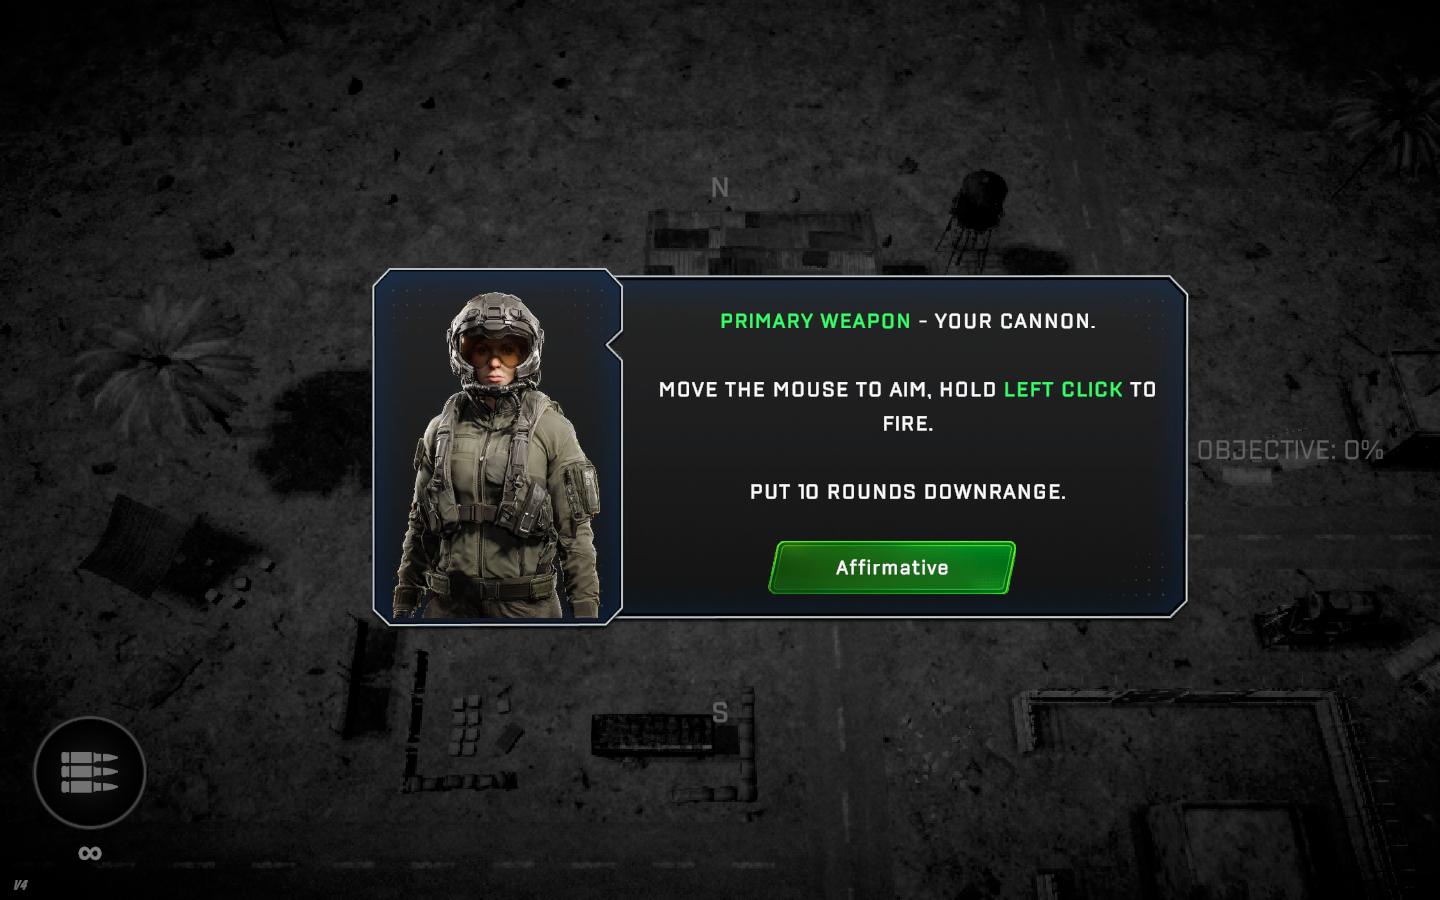 N
PRIMARY WEAPON - YOUR CANNON.
MOVE THE MOUSE TO AIM, HOLD LEFT CLICK TO
FIRE.
OBJECTIVE: 0%
PUT 10 ROUNDS DOWNRANGE.
Affirmative
S
∞
V4